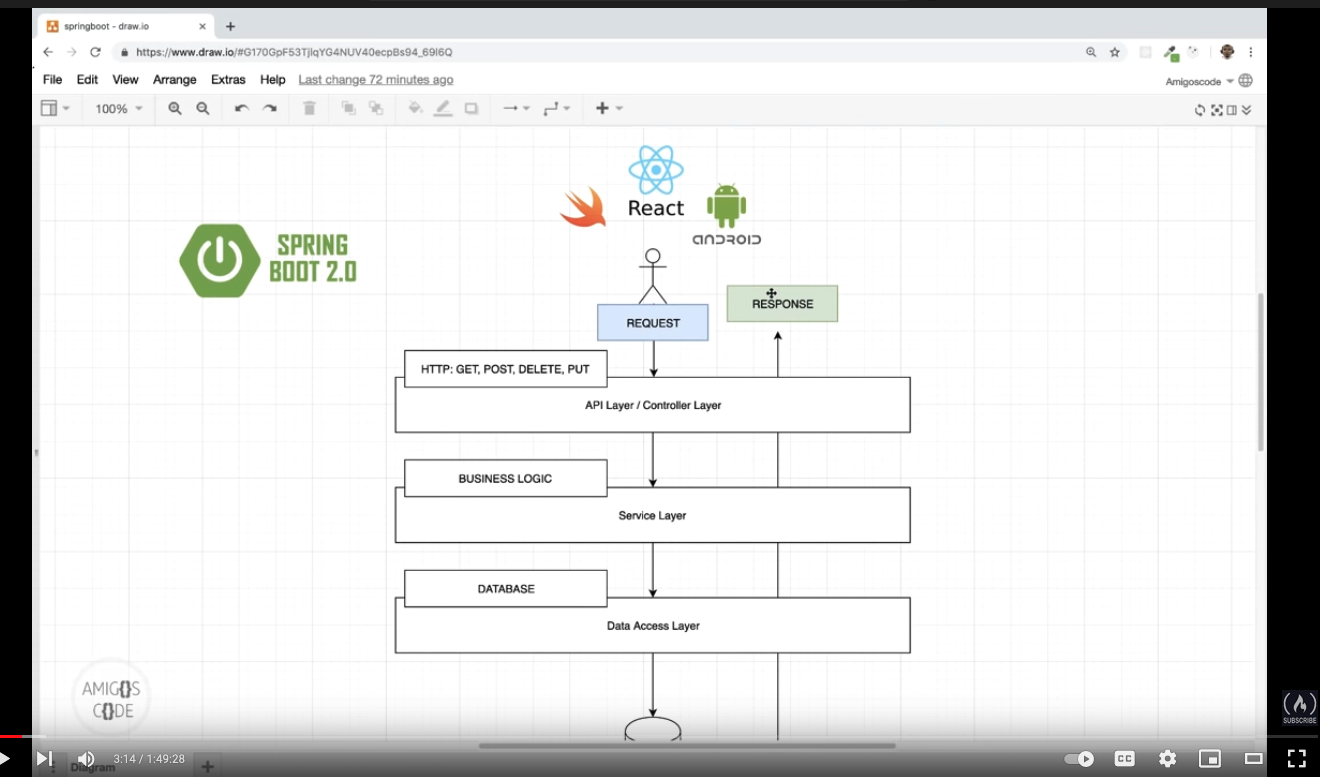 springboot - draw.io
https://www.draw.io/#G170GpF53TjlqYG4NUV40ecpBs94_69I6Q
File Edit View Arrange Extras Help Last change 72 minutes ago
Amigoscode
100%
React
ANDROID
SPRING
BOOT 2.0
REQUEST
RESPONSE
HTTP: GET, POST, DELETE, PUT
API Layer / Controller Layer
BUSINESS LOGIC
Service Layer
DATABASE
Data Access Layer
AMIG{}S
C{}DE
SUBSCRIBE
3:14 / 1:49:28
CC
Diagram